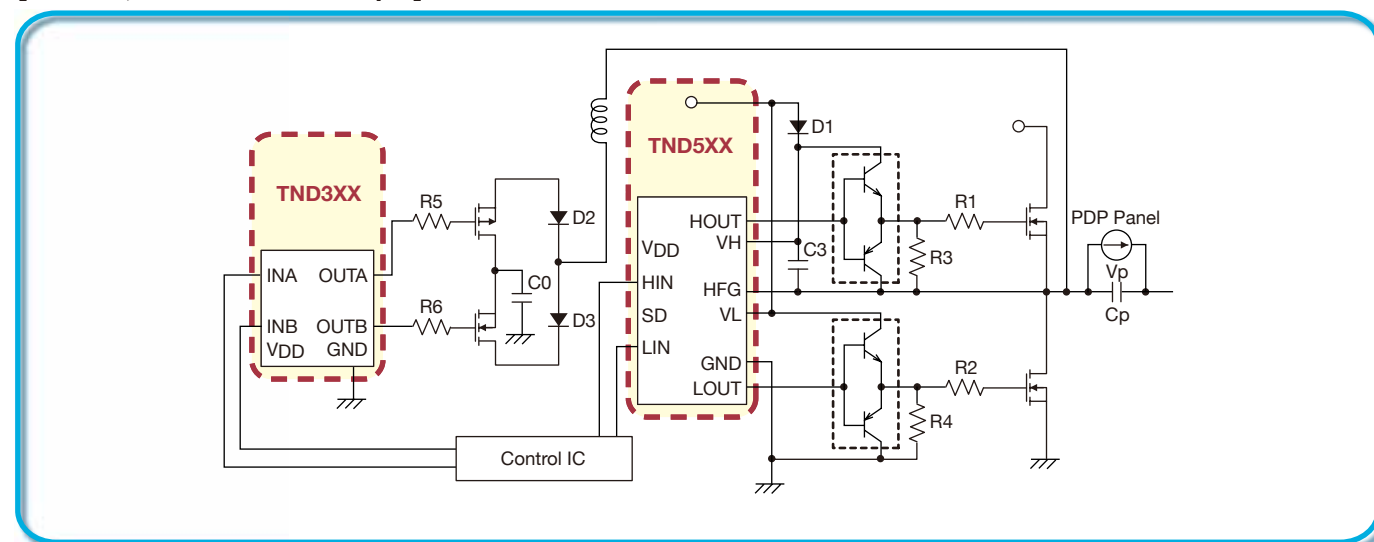 TND3XX
INA
OUTA
INB
OUTB
VDD
GND
R5
R6
C0
D2
D3
TND5XX
VDD
HIN
SD
LIN
HOUT
VH
HFG
VL
GND
LOUT
D1
C3
R1
R3
R2
R4
PDP Panel
Vp
Cp
Control IC